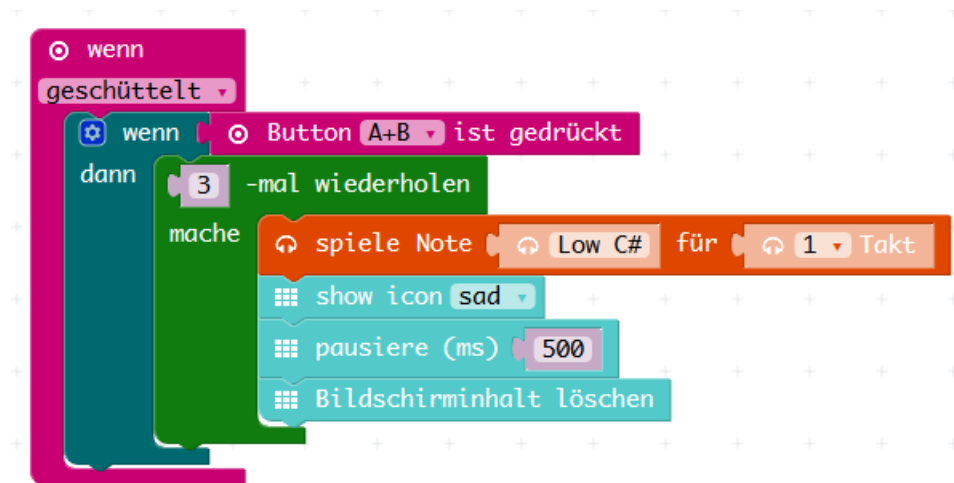 wenn
geschüttelt
wenn Button A+B ist gedrückt
dann 3 -mal wiederholen
mache spiele Note Low C# für 1 Takt
show icon sad
pausiere (ms) 500
Bildschirminhalt löschen